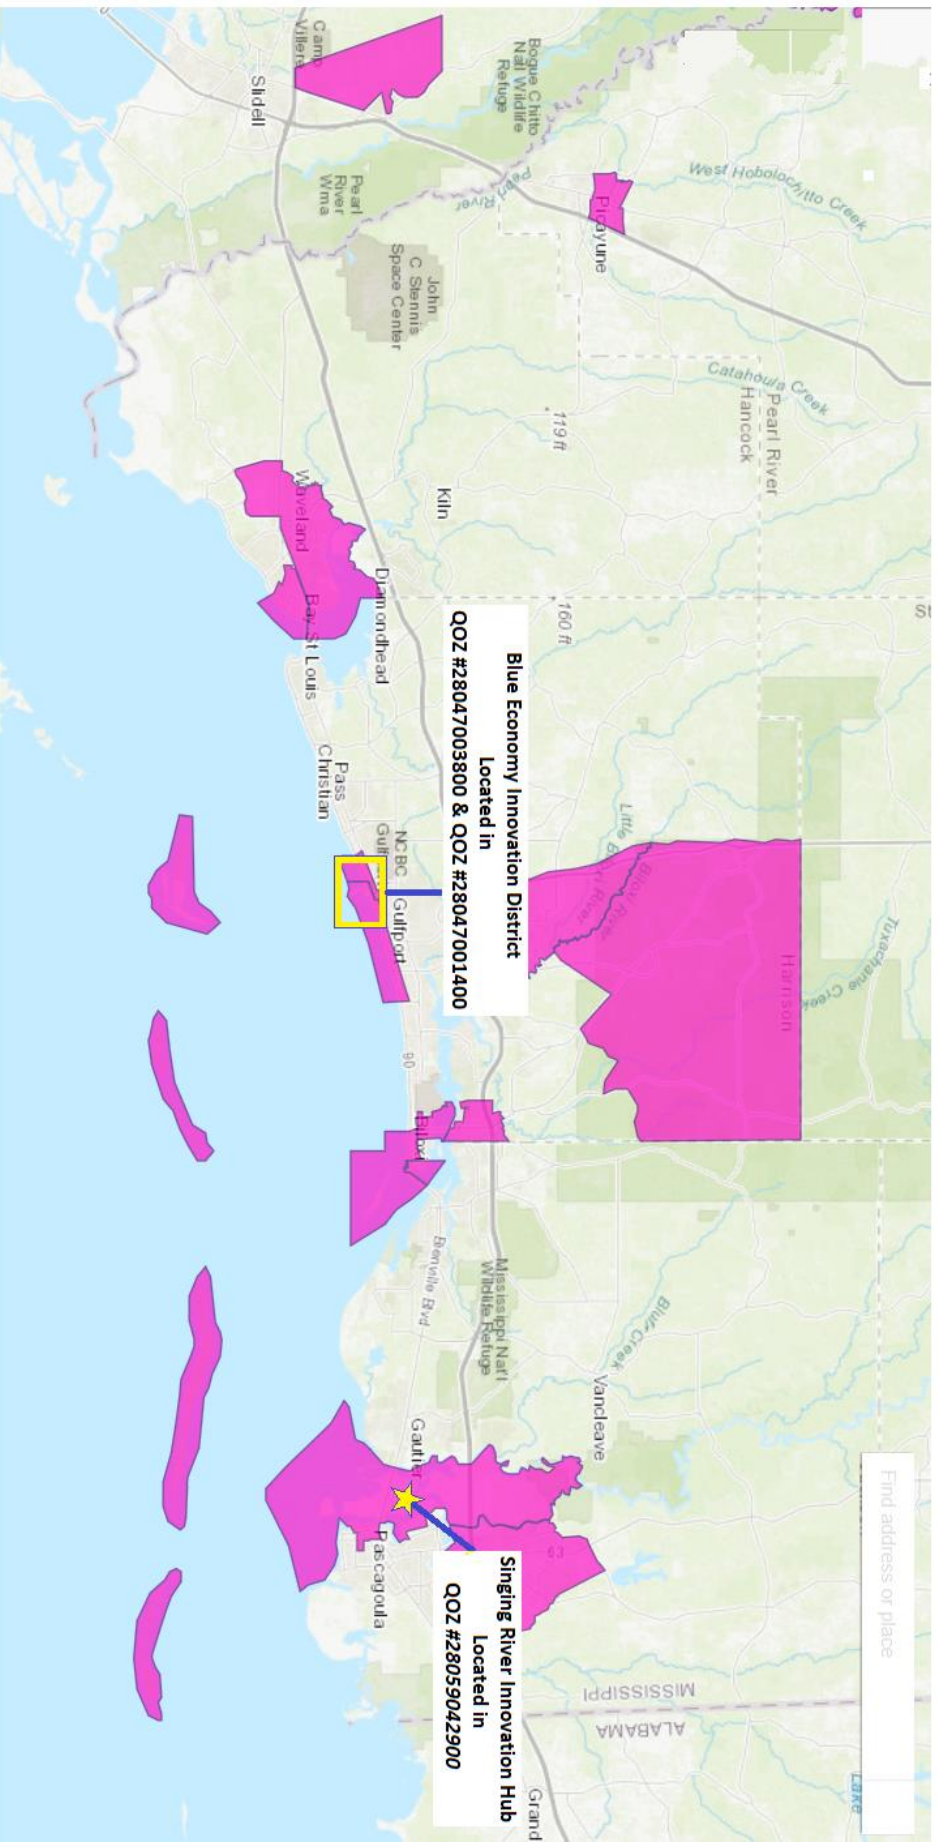 Camp
Villere
Slidell
Bogue Chitto
Natl Wildlife
Refuge
Pearl
River
Wma
Pearl River
West Hobolochitto Creek
Picayune
John
C Stennis
Space Center
Catahoula Creek
Pearl River
Hancock
119 ft
Kiln
Waveland
Diamondhead
Bay St Louis
160 ft
Blue Economy Innovation District
Located in
QOZ #28047003800 & QOZ #28047001400
Pass
Christian
NCBC
Gulfport
Little Biloxi River
Biloxi River
Tuxachanie Creek
Harrison
90
Biloxi
Bienville Blvd
Mississippi Nat'l
Wildlife Refuge
Bluff Creek
Vancleave
Gautier
Pascagoula
63
Singing River Innovation Hub
Located in
QOZ #28059042900
Find address or place
MISSISSIPPI
ALABAMA
Grand
Lake